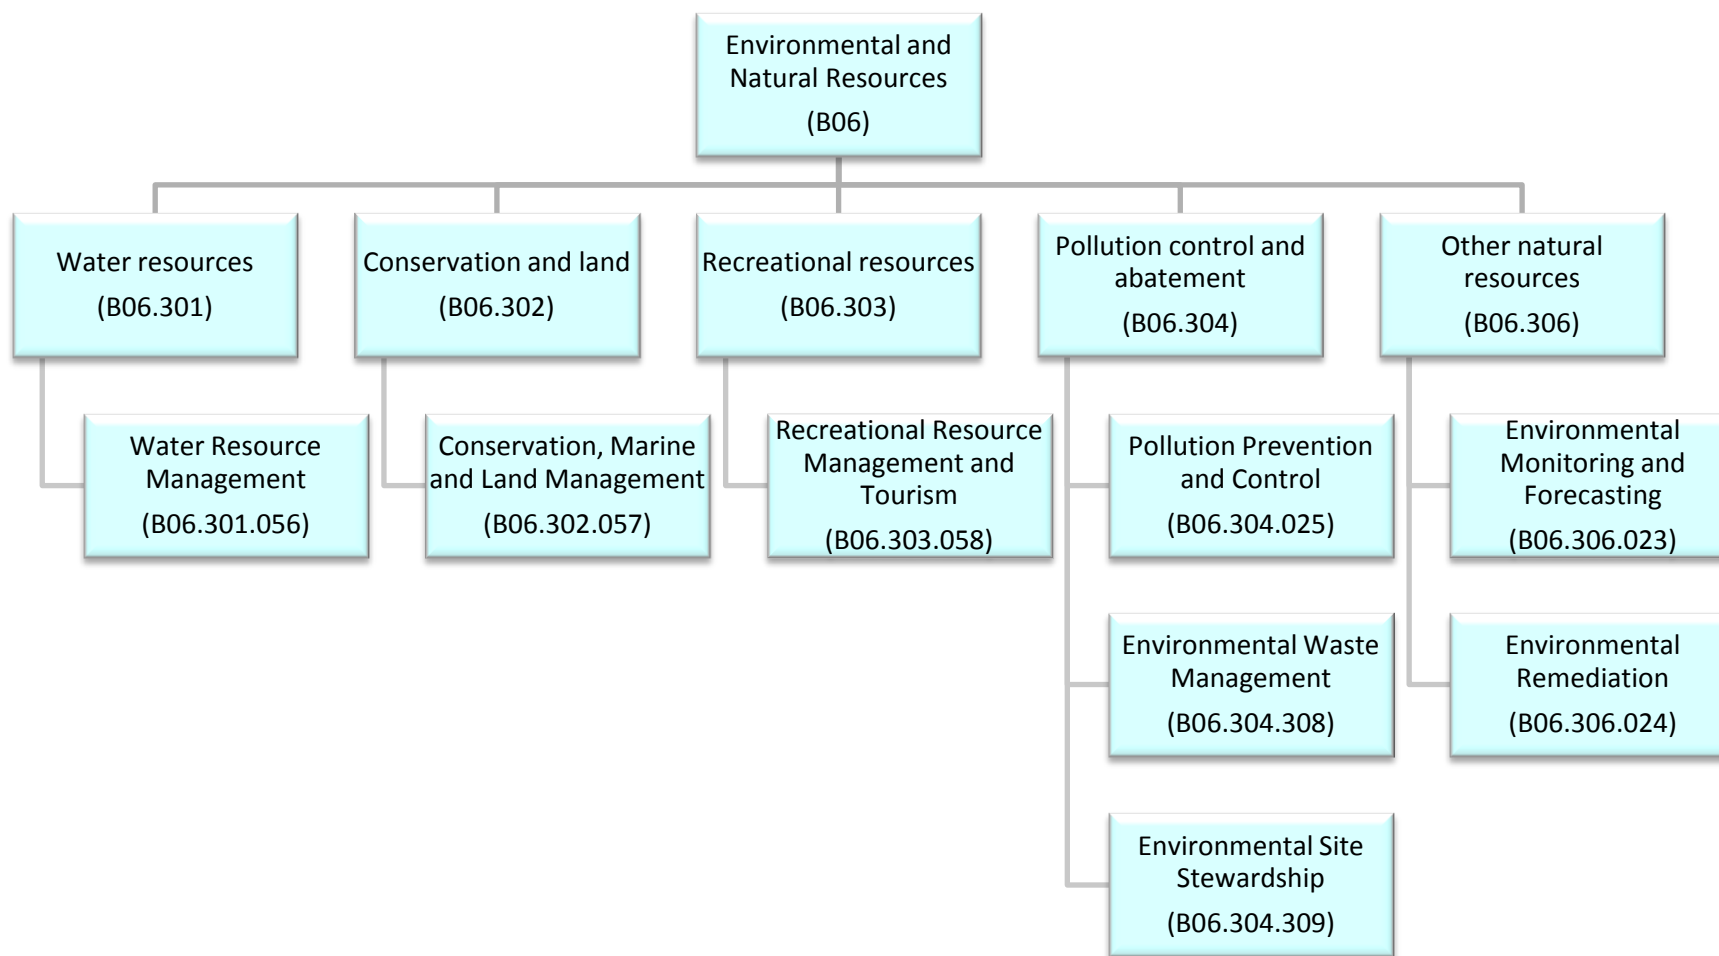 Environmental and
Natural Resources
(B06)
Water resources
(B06.301)
Conservation and land
(B06.302)
Recreational resources
(B06.303)
Pollution control and
abatement
(B06.304)
Other natural
resources
(B06.306)
Water Resource
Management
(B06.301.056)
Conservation, Marine
and Land Management
(B06.302.057)
Recreational Resource
Management and
Tourism
(B06.303.058)
Pollution Prevention
and Control
(B06.304.025)
Environmental
Monitoring and
Forecasting
(B06.306.023)
Environmental Waste
Management
(B06.304.308)
Environmental
Remediation
(B06.306.024)
Environmental Site
Stewardship
(B06.304.309)